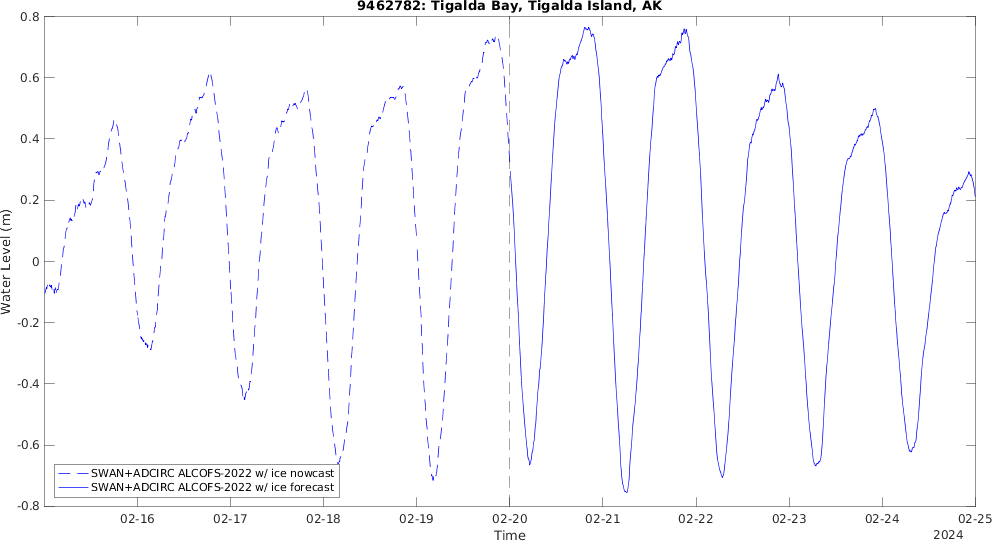 9462782: Tigalda Bay, Tigalda Island, AK
0.8
0.6
0.4
0.2
0
-0.2
-0.4
-0.6
-0.8
Water Level (m)
SWAN+ADCIRC ALCOFS-2022 w/ ice nowcast
SWAN+ADCIRC ALCOFS-2022 w/ ice forecast
02-16 02-17 02-18 02-19 02-20 02-21 02-22 02-23 02-24 02-25
Time
2024